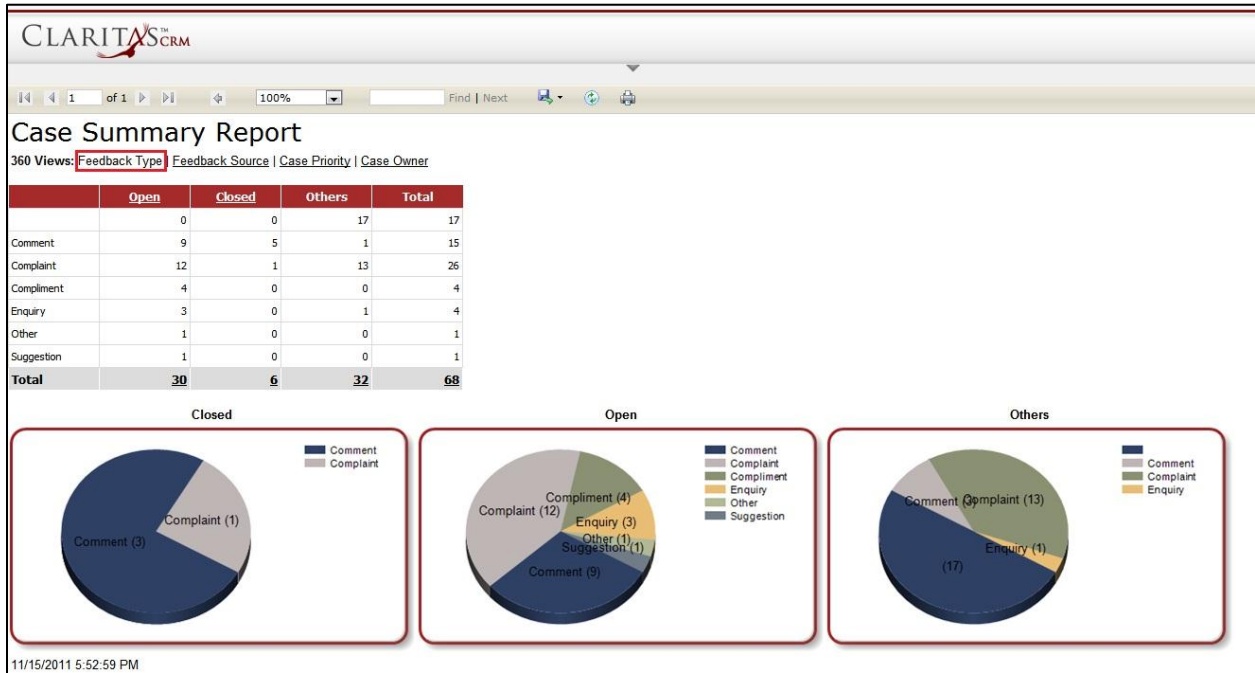 CLARITAS™CRM
1 of 1 100% Find | Next
Case Summary Report
360 Views: Feedback Type | Feedback Source | Case Priority | Case Owner
Open Closed Others Total
0 0 17 17
Comment 9 5 1 15
Complaint 12 1 13 26
Compliment 4 0 0 4
Enquiry 3 0 1 4
Other 1 0 0 1
Suggestion 1 0 0 1
Total 30 6 32 68
Closed
Comment
Complaint
Complaint (1)
Comment (3)
Open
Comment
Complaint
Compliment
Enquiry
Other
Suggestion
Compliment (4)
Complaint (12)
Enquiry (3)
Other (1)
Suggestion (1)
Comment (9)
Others
Comment
Complaint
Enquiry
Comment
Complaint (13)
Enquiry (1)
(17)
11/15/2011 5:52:59 PM